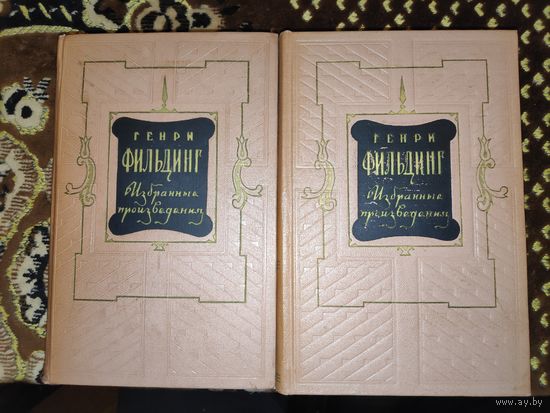 ГЕНРИ
ФИЛЬДИНГ
Избранные
произведения
ГЕНРИ
ФИЛЬДИНГ
Избранные
произведения
www.ay.by